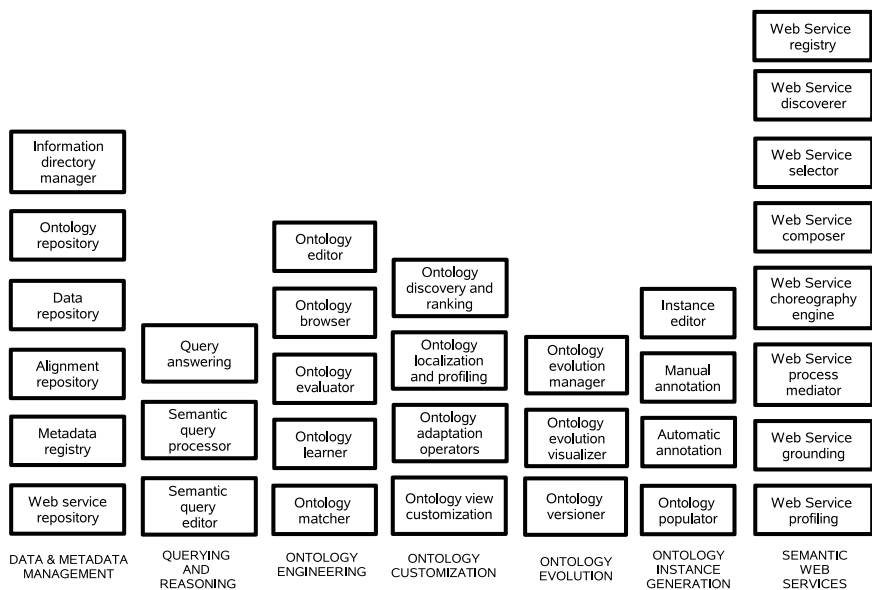 Information
directory
manager
Ontology
repository
Data
repository
Alignment
repository
Metadata
registry
Web service
repository
DATA & METADATA
MANAGEMENT
Query
answering
Semantic
query
processor
Semantic
query
editor
QUERYING
AND
REASONING
Ontology
editor
Ontology
browser
Ontology
evaluator
Ontology
learner
Ontology
matcher
ONTOLOGY
ENGINEERING
Ontology
discovery and
ranking
Ontology
localization
and profiling
Ontology
adaptation
operators
Ontology view
customization
ONTOLOGY
CUSTOMIZATION
Ontology
evolution
manager
Ontology
evolution
visualizer
Ontology
versioner
ONTOLOGY
EVOLUTION
Instance
editor
Manual
annotation
Automatic
annotation
Ontology
populator
ONTOLOGY
INSTANCE
GENERATION
Web Service
registry
Web Service
discoverer
Web Service
selector
Web Service
composer
Web Service
choreography
engine
Web Service
process
mediator
Web Service
grounding
Web Service
profiling
SEMANTIC
WEB
SERVICES